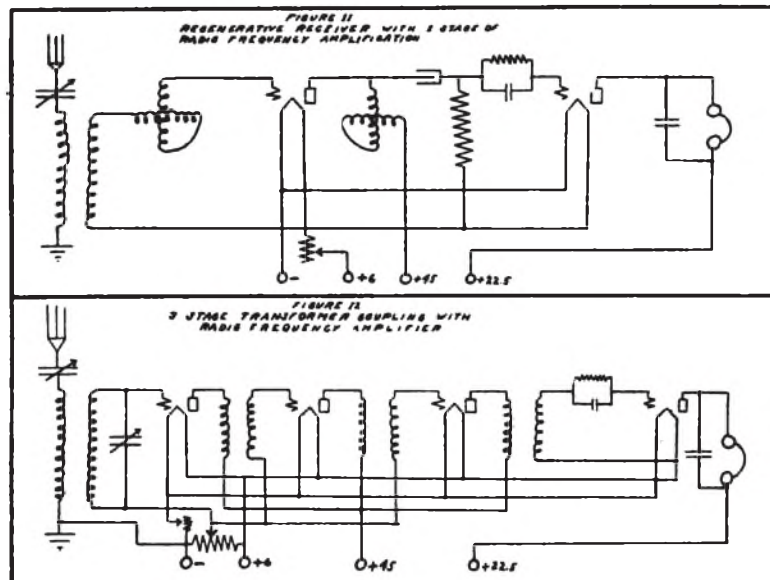 FIGURE 11
REGENERATIVE RECEIVER WITH 1 STAGE OF
RADIO FREQUENCY AMPLIFICATION
- +6 +45 +22.5
FIGURE 12
3 STAGE TRANSFORMER COUPLING WITH
RADIO FREQUENCY AMPLIFIER
- +6 +45 +22.5